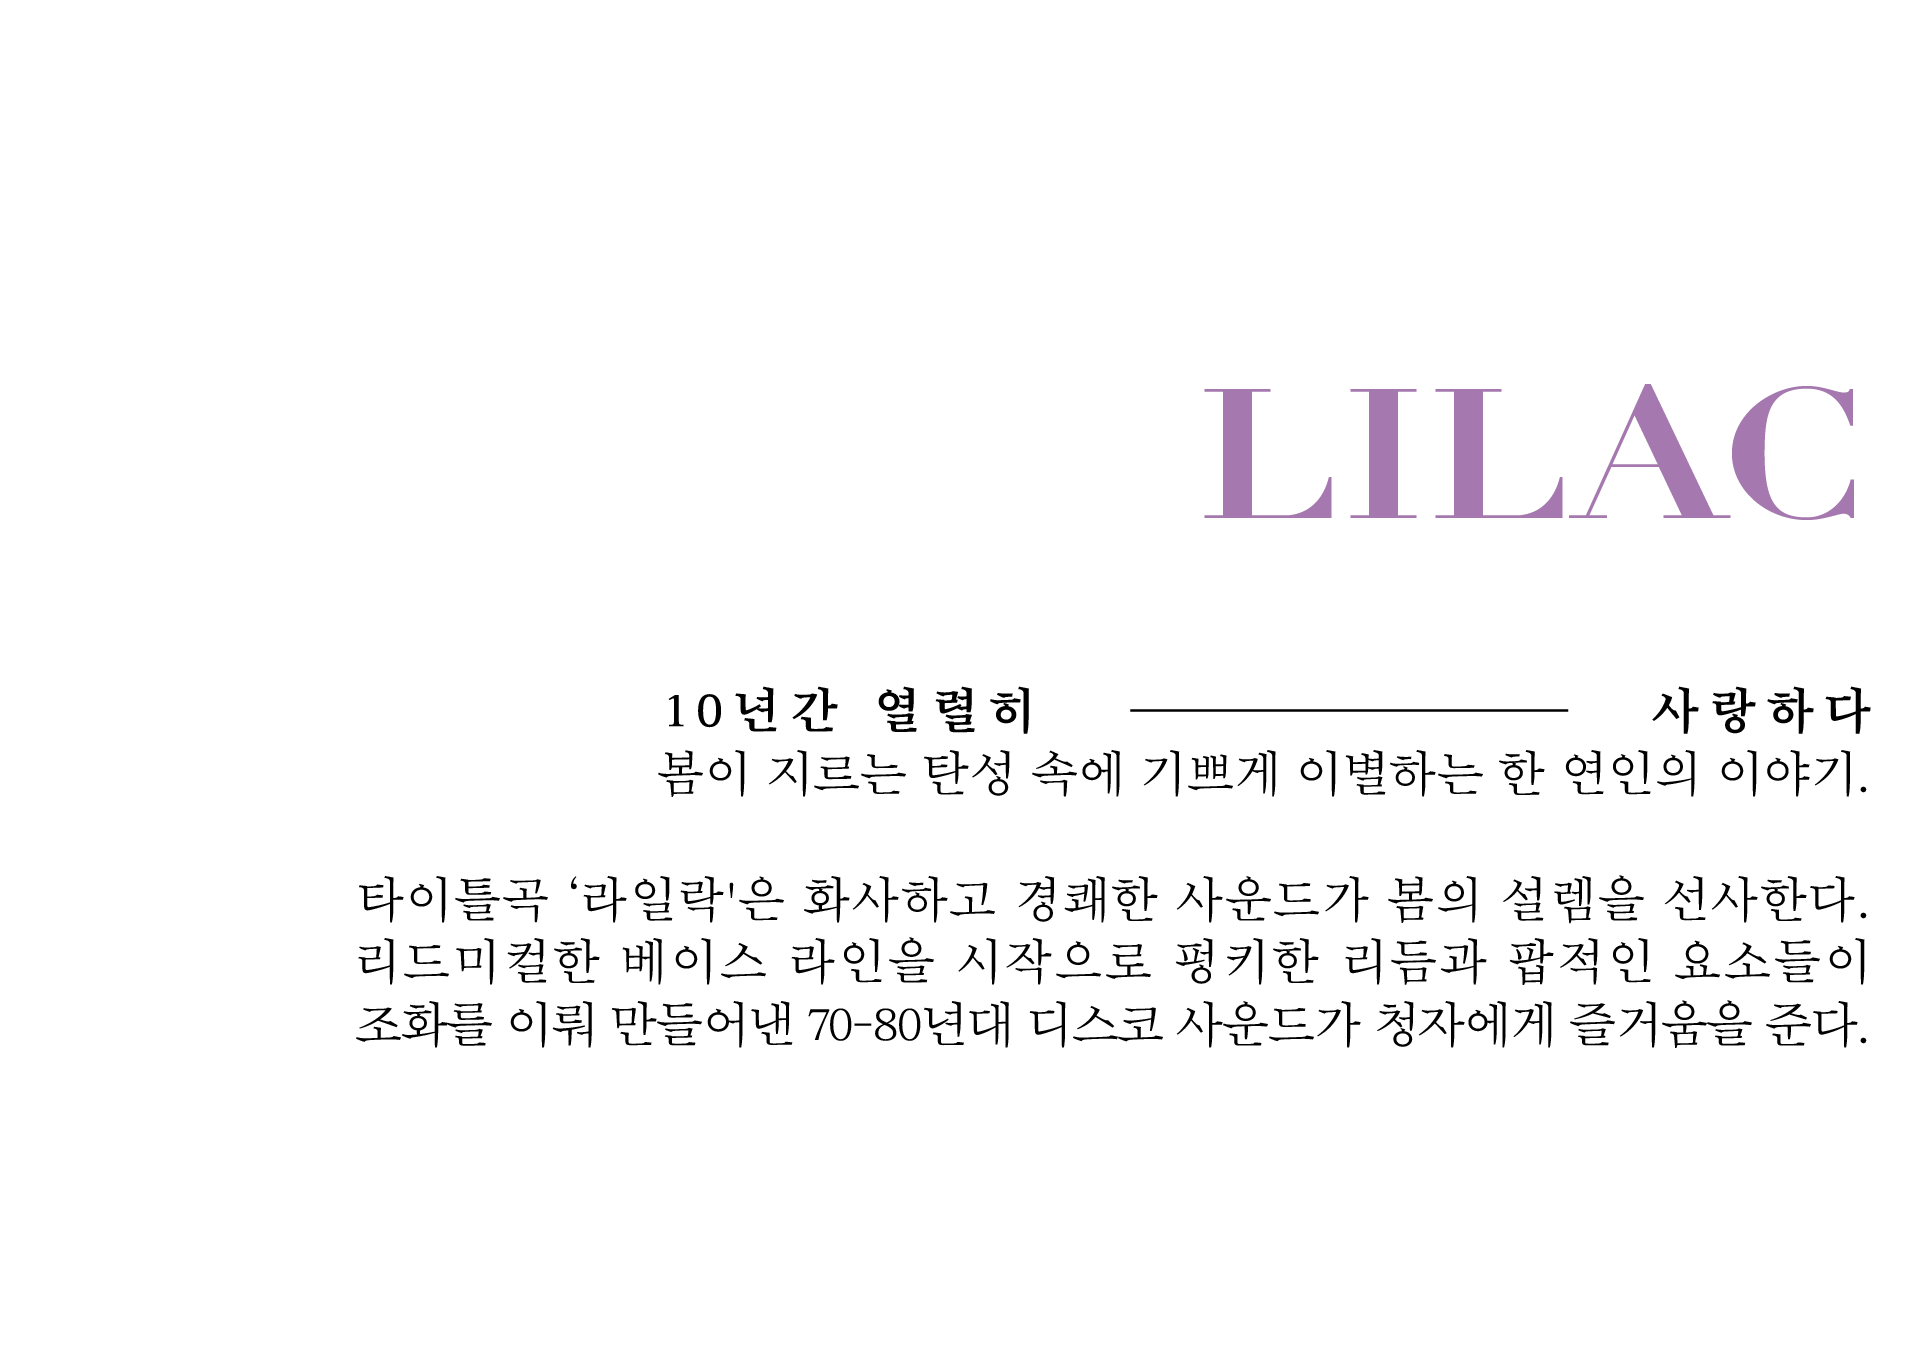 LILAC
10년간 열렬히 사랑하다
봄이 지르는 탄성 속에 기쁘게 이별하는 한 연인의 이야기.
타이틀곡 ‘라일락'은 화사하고 경쾌한 사운드가 봄의 설렘을 선사한다.
리드미컬한 베이스 라인을 시작으로 펑키한 리듬과 팝적인 요소들이
조화를 이뤄 만들어낸 70-80년대 디스코 사운드가 청자에게 즐거움을 준다.